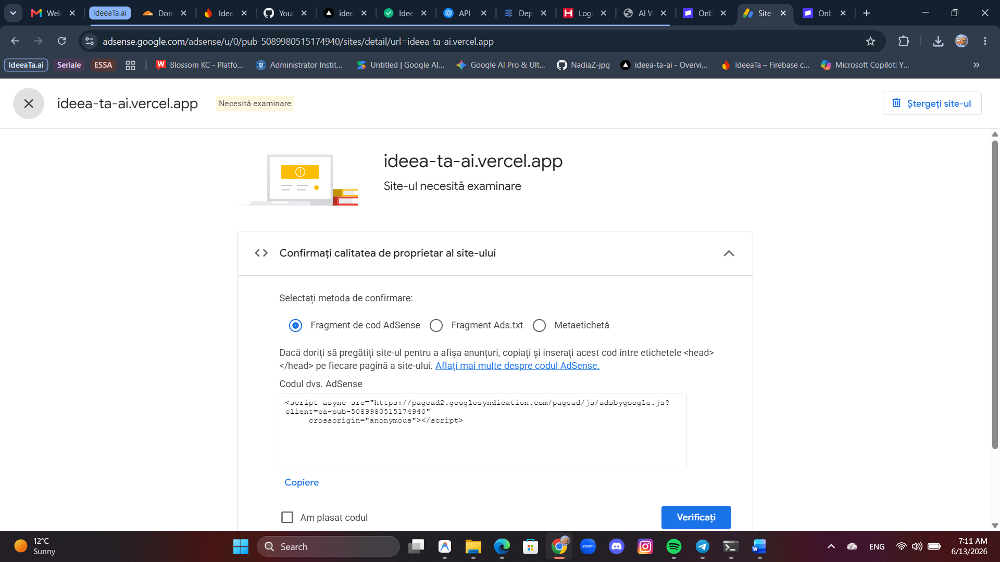 Wel
IdeeaTa.ai
Don
Idee
You
idee
Idee
API
Dep
Log
AI W
Onb
Site
Onb
adsense.google.com/adsense/u/0/pub-5089980515174940/sites/detail/url=ideea-ta-ai.vercel.app
IdeeaTa.ai
Seriale
ESSA
Blossom KC - Platfo...
Administrator Instit...
Untitled | Google AI...
Google AI Pro & Ult...
NadiaZ-jpg
ideea-ta-ai - Overvi...
IdeeaTa – Firebase c...
Microsoft Copilot: Y...
ideea-ta-ai.vercel.app
Necesită examinare
Ștergeți site-ul
ideea-ta-ai.vercel.app
Site-ul necesită examinare
Confirmați calitatea de proprietar al site-ului
Selectați metoda de confirmare:
Fragment de cod AdSense
Fragment Ads.txt
Metaetichetă
Dacă doriți să pregătiți site-ul pentru a afișa anunțuri, copiați și inserați acest cod între etichetele <head>
</head> pe fiecare pagină a site-ului. Aflați mai multe despre codul AdSense.
Codul dvs. AdSense
<script async src="https://pagead2.googlesyndication.com/pagead/js/adsbygoogle.js?
client=ca-pub-5089980515174940"
crossorigin="anonymous"></script>
Copiere
Am plasat codul
Verificați
12°C
Sunny
Search
zoom
ENG
7:11 AM
6/13/2026